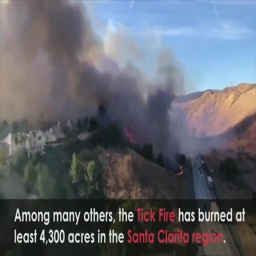 Among many others, the Tick Fire has burned at
least 4,300 acres in the Santa Clarita region.